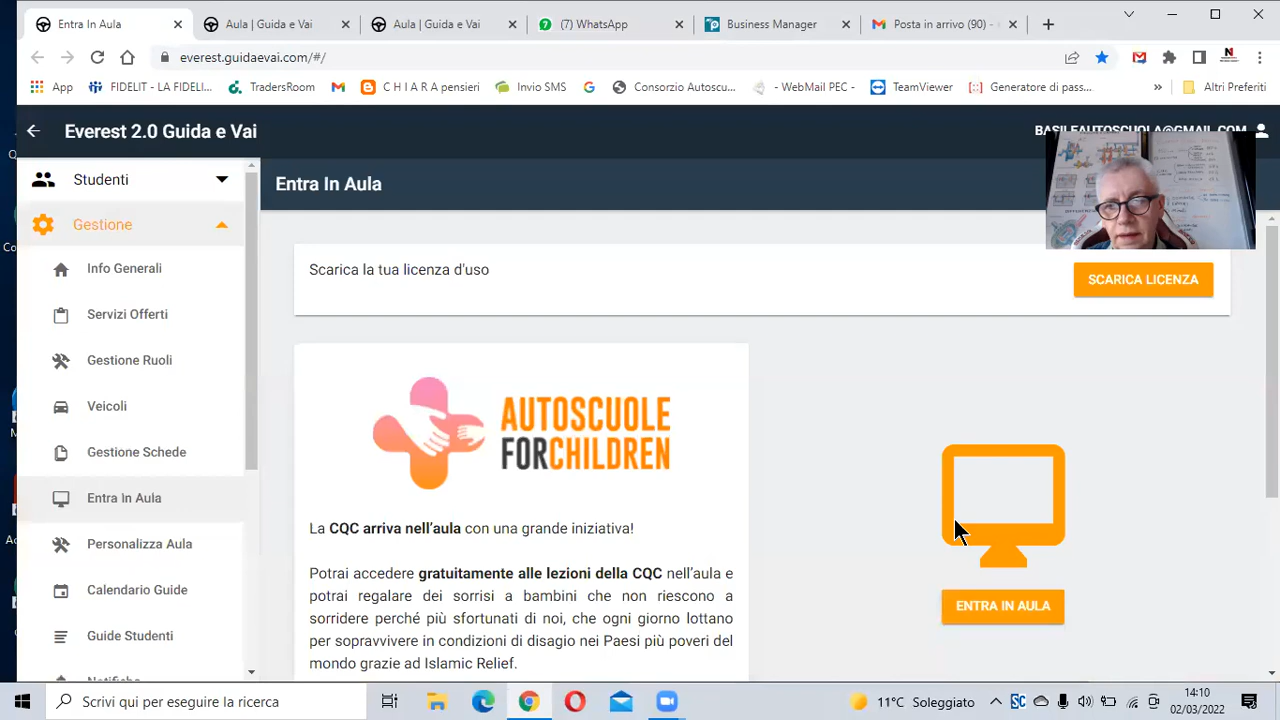 Entra In Aula
Aula | Guida e Vai
Aula | Guida e Vai
(7) WhatsApp
Business Manager
Posta in arrivo (90) -
everest.guidaevai.com/#/
App
FIDELIT - LA FIDELI...
TradersRoom
C H I A R A pensieri
Invio SMS
Consorzio Autoscu...
- WebMail PEC -
TeamViewer
Generatore di pass...
»
Altri Preferiti
Everest 2.0 Guida e Vai
BASILEAUTOSCUOLA@GMAIL.COM
Studenti
Entra In Aula
Gestione
Info Generali
Servizi Offerti
Gestione Ruoli
Veicoli
Gestione Schede
Entra In Aula
Personalizza Aula
Calendario Guide
Guide Studenti
Scarica la tua licenza d'uso
SCARICA LICENZA
AUTOSCUOLE
FORCHILDREN
La CQC arriva nell'aula con una grande iniziativa!
Potrai accedere gratuitamente alle lezioni della CQC nell'aula e
potrai regalare dei sorrisi a bambini che non riescono a
sorridere perché più sfortunati di noi, che ogni giorno lottano
per sopravvivere in condizioni di disagio nei Paesi più poveri del
mondo grazie ad Islamic Relief.
ENTRA IN AULA
Scrivi qui per eseguire la ricerca
11°C Soleggiato
14:10
02/03/2022